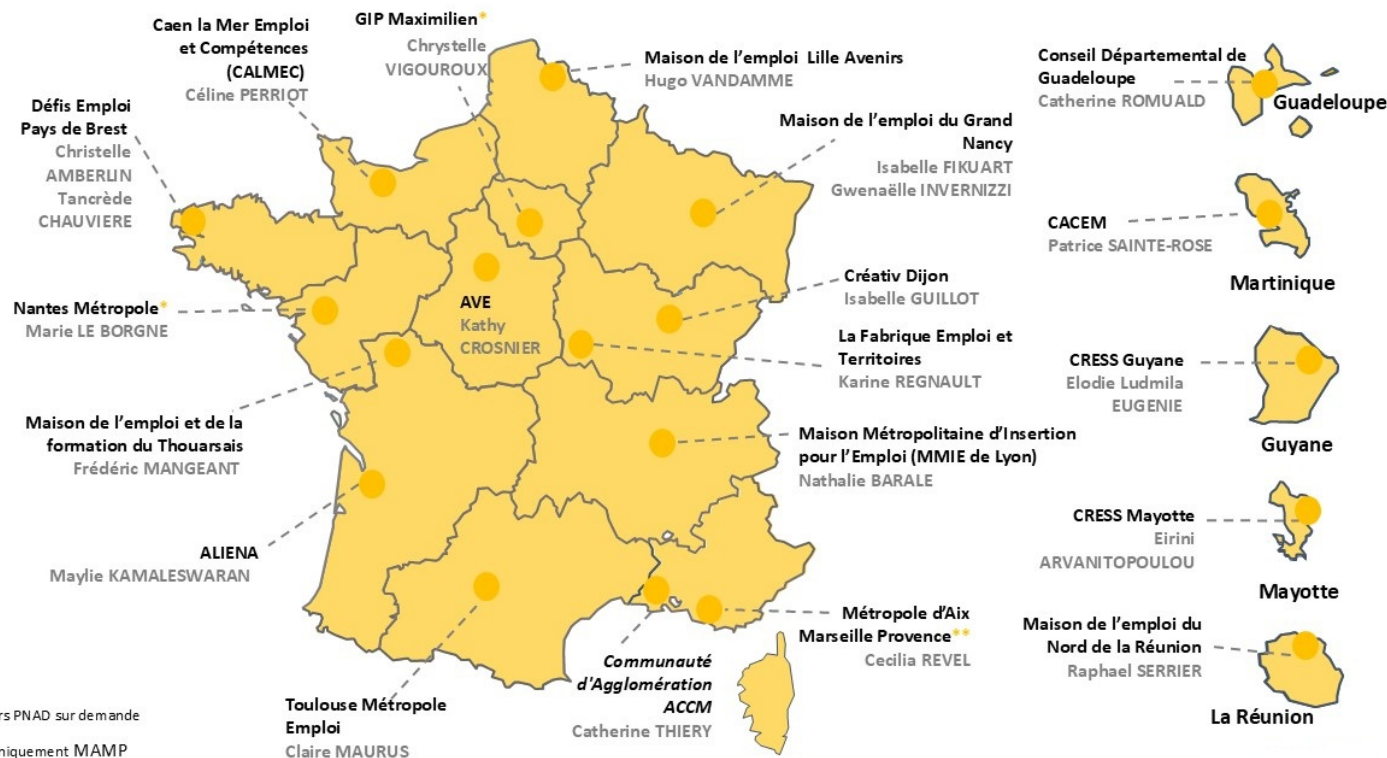 Caen la Mer Emploi
et Compétences
(CALMEC)
Céline PERRIOT
GIP Maximilien*
Chrystelle
VIGOUROUX
Maison de l'emploi Lille Avenirs
Hugo VANDAMME
Conseil Départemental de
Guadeloupe
Catherine ROMUALD
Guadeloupe
Défis Emploi
Pays de Brest
Christelle
AMBERLIN
Tancrède
CHAUVIERE
Maison de l'emploi du Grand
Nancy
Isabelle FIKUART
Gwenaëlle INVERNIZZI
CACEM
Patrice SAINTE-ROSE
Martinique
Nantes Métropole*
Marie LE BORGNE
AVE
Kathy
CROSNIER
Créativ Dijon
Isabelle GUILLOT
La Fabrique Emploi et
Territoires
Karine REGNAULT
CRESS Guyane
Elodie Ludmila
EUGENIE
Guyane
Maison de l'emploi et de la
formation du Thouarsais
Frédéric MANGEANT
Maison Métropolitaine d'Insertion
pour l'Emploi (MMIE de Lyon)
Nathalie BARALE
ALIENA
Maylie KAMALESWARAN
CRESS Mayotte
Eirini
ARVANITOPOULOU
Mayotte
Métropole d'Aix
Marseille Provence**
Cecilia REVEL
Maison de l'emploi du
Nord de la Réunion
Raphael SERRIER
La Réunion
Communauté
d'Agglomération
ACCM
Catherine THIERY
Toulouse Métropole
Emploi
Claire MAURUS
rs PNAD sur demande
niquement MAMP